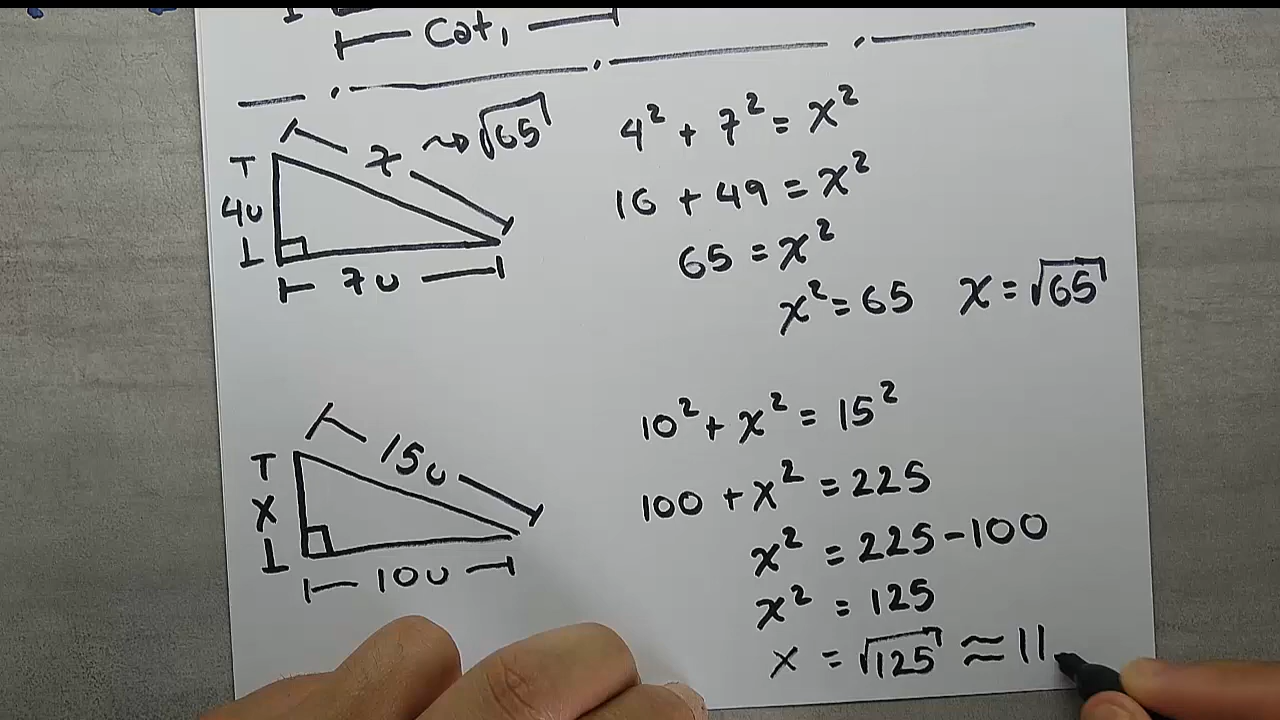 Cat,
x ~> √65
4u
7u
4² + 7² = x²
16 + 49 = x²
65 = x²
x² = 65 x = √65
15u
x
10u
10² + x² = 15²
100 + x² = 225
x² = 225 - 100
x² = 125
x = √125 ≈ 11.